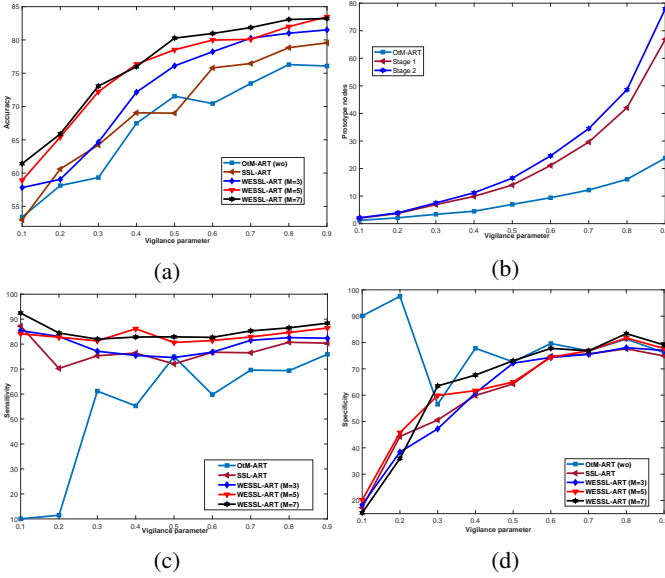 85
80
75
70
65
60
55
Accuracy
OtM-ART (wo)
SSL-ART
WESSL-ART (M=3)
WESSL-ART (M=5)
WESSL-ART (M=7)
0.1 0.2 0.3 0.4 0.5 0.6 0.7 0.8 0.9
Vigilance parameter
(a)
80
70
60
50
40
30
20
10
0
Prototype nodes
OtM-ART
Stage 1
Stage 2
0.1 0.2 0.3 0.4 0.5 0.6 0.7 0.8 0.9
Vigilance parameter
(b)
100
90
80
70
60
50
40
30
20
10
Sensitivity
OtM-ART
SSL-ART
WESSL-ART (M=3)
WESSL-ART (M=5)
WESSL-ART (M=7)
0.1 0.2 0.3 0.4 0.5 0.6 0.7 0.8 0.9
Vigilance parameter
(c)
100
90
80
70
60
50
40
30
20
Specificity
OtM-ART (wo)
SSL-ART
WESSL-ART (M=3)
WESSL-ART (M=5)
WESSL-ART (M=7)
0.1 0.2 0.3 0.4 0.5 0.6 0.7 0.8 0.9
Vigilance parameter
(d)